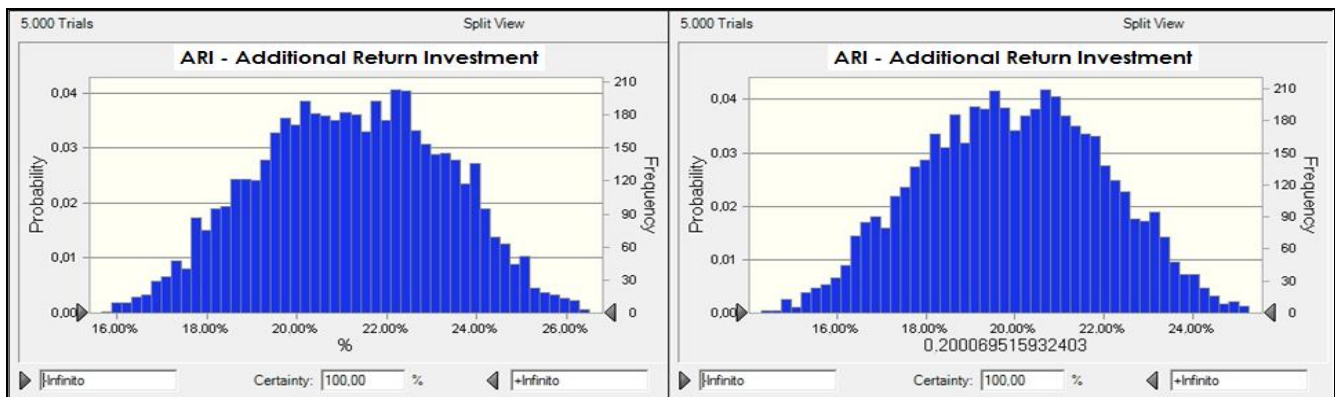 5.000 Trials
Split View
ARI - Additional Return Investment
Probability
0,04
0,03
0,02
0,01
0,00
Frequency
210
180
150
120
90
60
30
0
16.00% 18.00% 20.00% 22.00% 24.00% 26.00%
%
-Infinito
Certainty: 100,00 %
+Infinito
5.000 Trials
Split View
ARI - Additional Return Investment
Probability
0,04
0,03
0,02
0,01
0,00
Frequency
210
180
150
120
90
60
30
0
16.00% 18.00% 20.00% 22.00% 24.00%
0.200069515932403
-Infinito
Certainty: 100,00 %
+Infinito